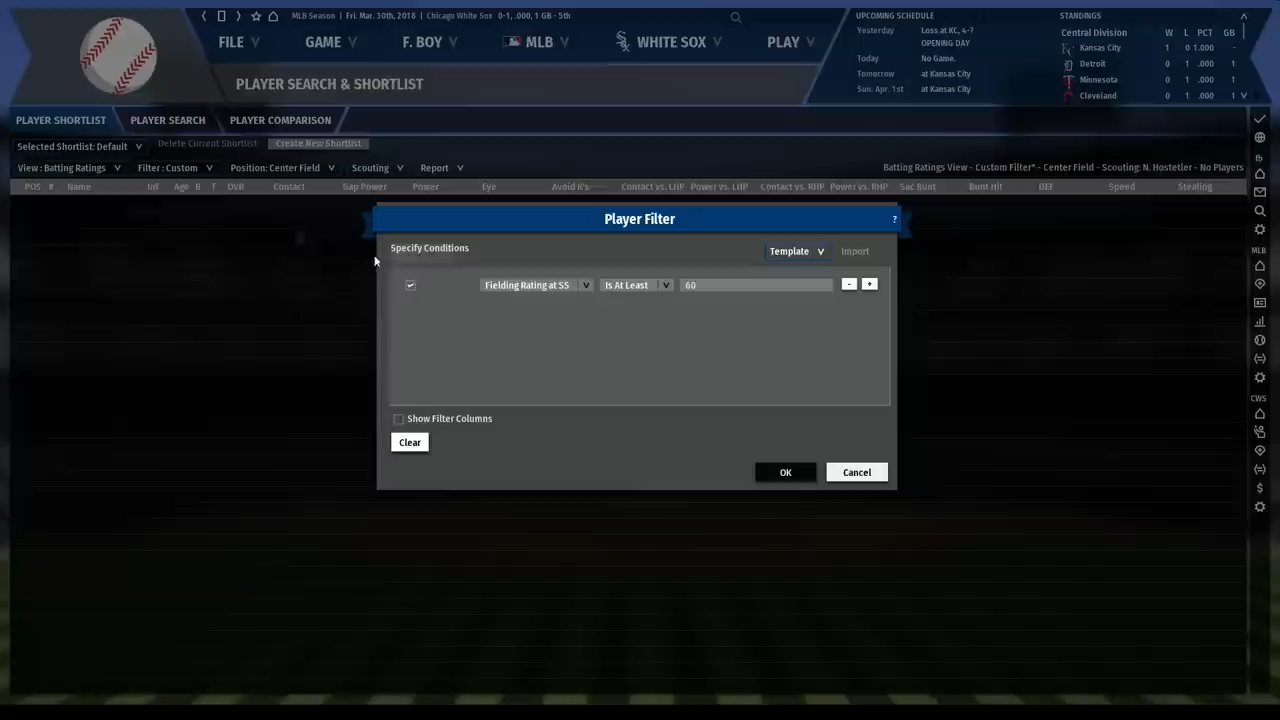 MLB Season | Fri. Mar. 30th, 2018 | Chicago White Sox 0-1, .000, 1 GB - 5th
FILE GAME F. BOY MLB WHITE SOX PLAY
PLAYER SEARCH & SHORTLIST
UPCOMING SCHEDULE
Yesterday Loss at KC, 4-7
OPENING DAY
Today No Game.
Tomorrow at Kansas City
Sun. Apr. 1st at Kansas City
STANDINGS
Central Division W L PCT GB
Kansas City 1 0 1.000 -
Detroit 0 1 .000 1
Minnesota 0 1 .000 1
Cleveland 0 1 .000 1
PLAYER SHORTLIST PLAYER SEARCH PLAYER COMPARISON
Selected Shortlist: Default Delete Current Shortlist Create New Shortlist
View : Batting Ratings Filter : Custom Position: Center Field Scouting Report Batting Ratings View - Custom Filter* - Center Field - Scouting: N. Hostetler - No Players
POS # Name Inf Age B T OVR Contact Gap Power Power Eye Avoid K's Contact vs. LHP Power vs. LHP Contact vs. RHP Power vs. RHP Sac Bunt Bunt Hit DEF Speed Stealing
Player Filter ?
Specify Conditions Template Import
Fielding Rating at SS Is At Least 60 - +
Show Filter Columns
Clear
OK Cancel
MLB
CWS